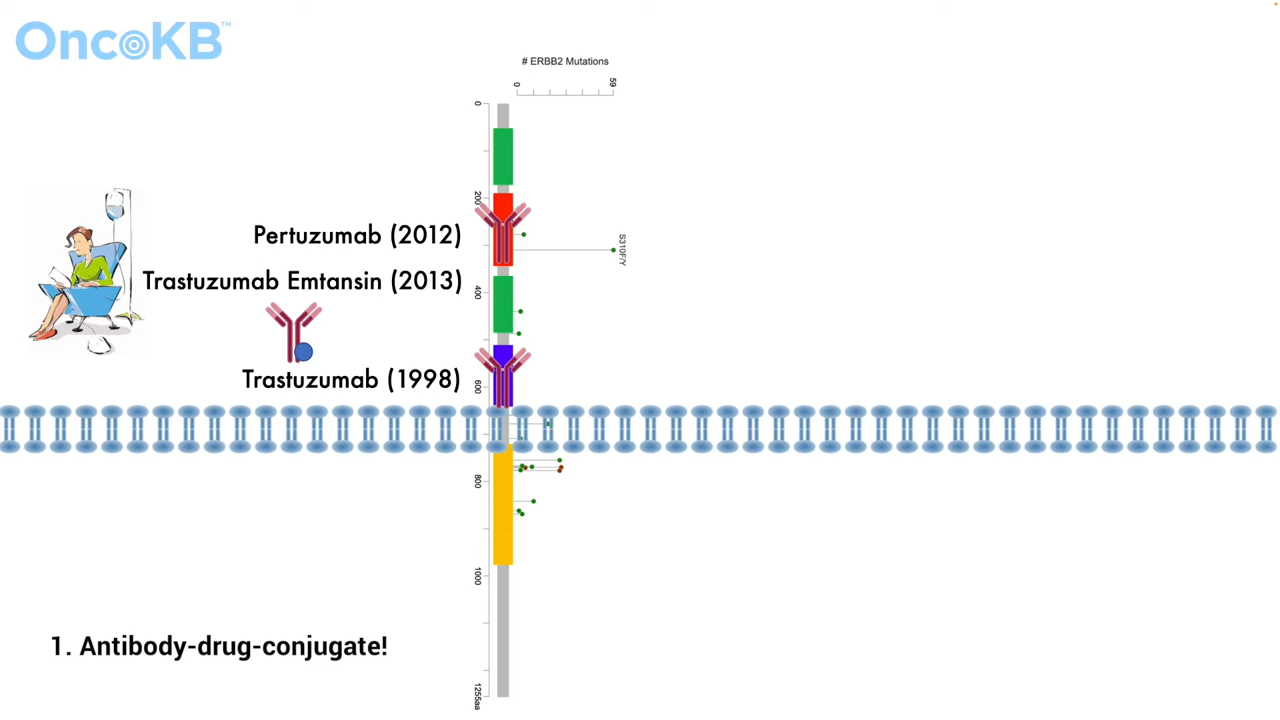 OncoKB™
# ERBB2 Mutations
0
59
0
200
S310F/Y
Pertuzumab (2012)
Trastuzumab Emtansin (2013)
400
Trastuzumab (1998)
600
800
1000
1. Antibody-drug-conjugate!
1255aa